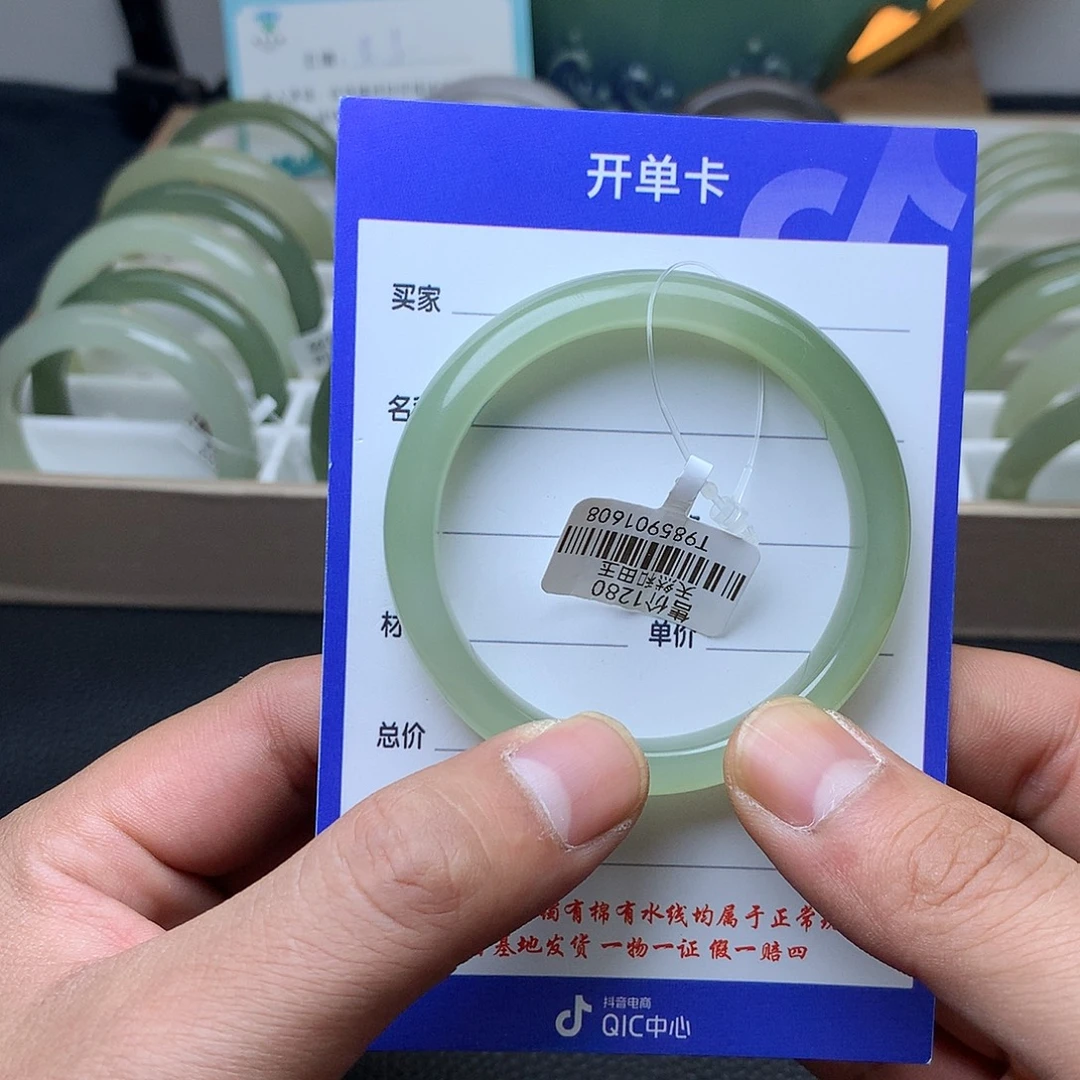 开单卡
买家
T985901608
天然和田玉
售价1280
单价
总价
有棉有水线均属于正常
基地发货 一物一证 假一赔四
抖音电商
QIC中心